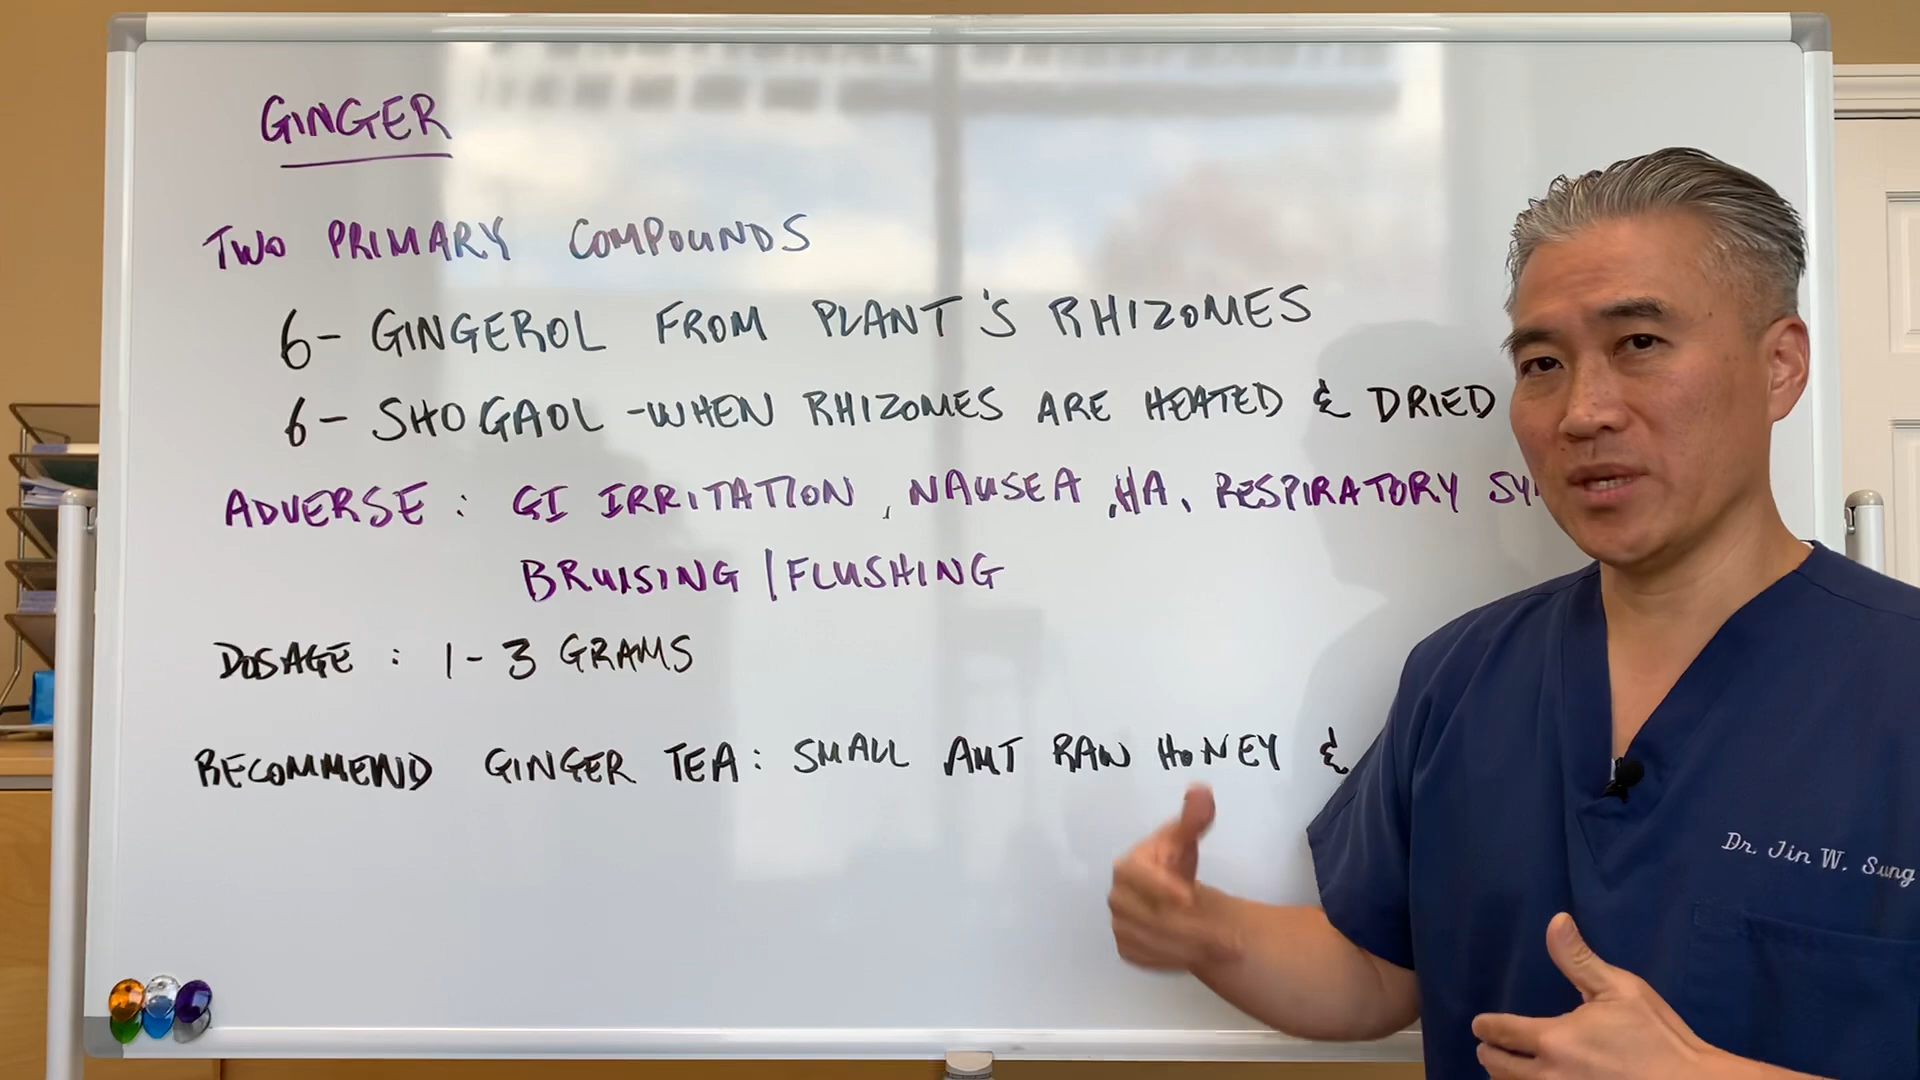 GINGER
TWO PRIMARY COMPOUNDS
6- GINGEROL FROM PLANT'S RHIZOMES
6- SHOGAOL -WHEN RHIZOMES ARE HEATED & DRIED
ADVERSE : GI IRRITATION, NAUSEA, HA, RESPIRATORY
BRUISING/FLUSHING
DOSAGE : 1-3 GRAMS
RECOMMEND GINGER TEA: SMALL AMT RAW HONEY &
Dr. Jin W. Sung